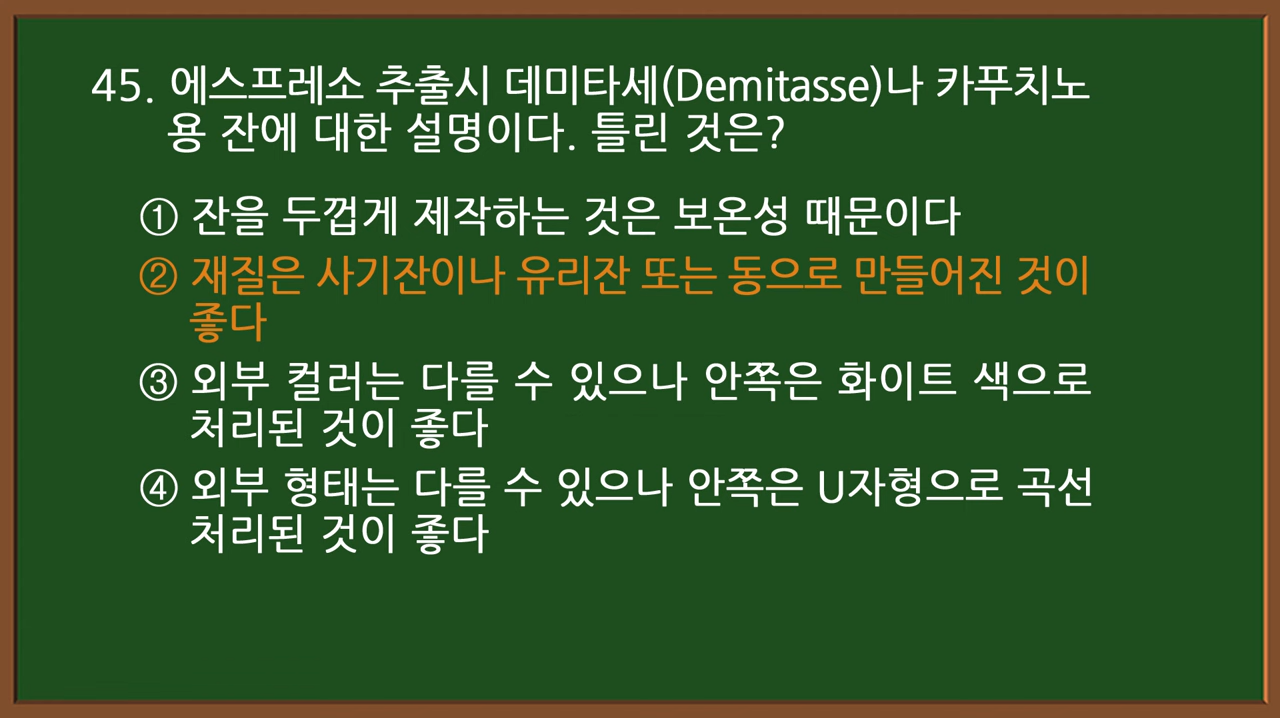 45. 에스프레소 추출시 데미타세(Demitasse)나 카푸치노
용 잔에 대한 설명이다. 틀린 것은?
① 잔을 두껍게 제작하는 것은 보온성 때문이다
② 재질은 사기잔이나 유리잔 또는 동으로 만들어진 것이
좋다
③ 외부 컬러는 다를 수 있으나 안쪽은 화이트 색으로
처리된 것이 좋다
④ 외부 형태는 다를 수 있으나 안쪽은 U자형으로 곡선
처리된 것이 좋다